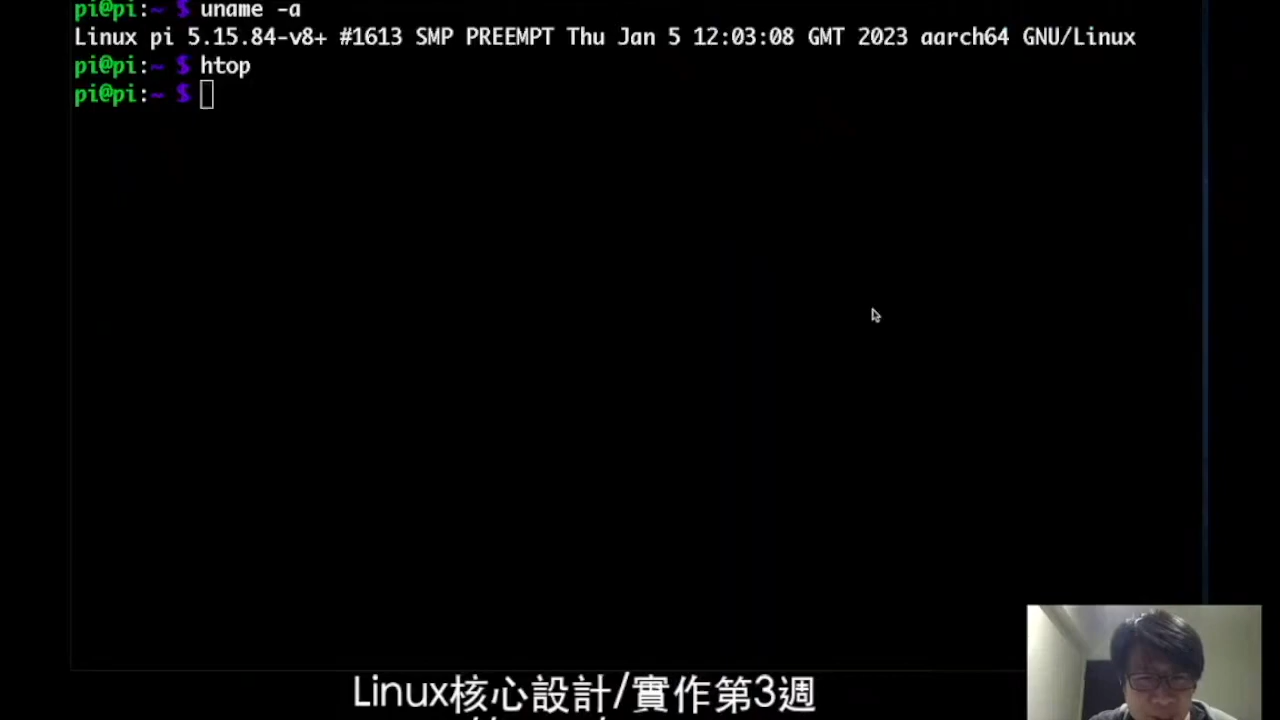 pi@pi:~ $ uname -a
Linux pi 5.15.84-v8+ #1613 SMP PREEMPT Thu Jan 5 12:03:08 GMT 2023 aarch64 GNU/Linux
pi@pi:~ $ htop
pi@pi:~ $
Linux核心設計/實作第3週